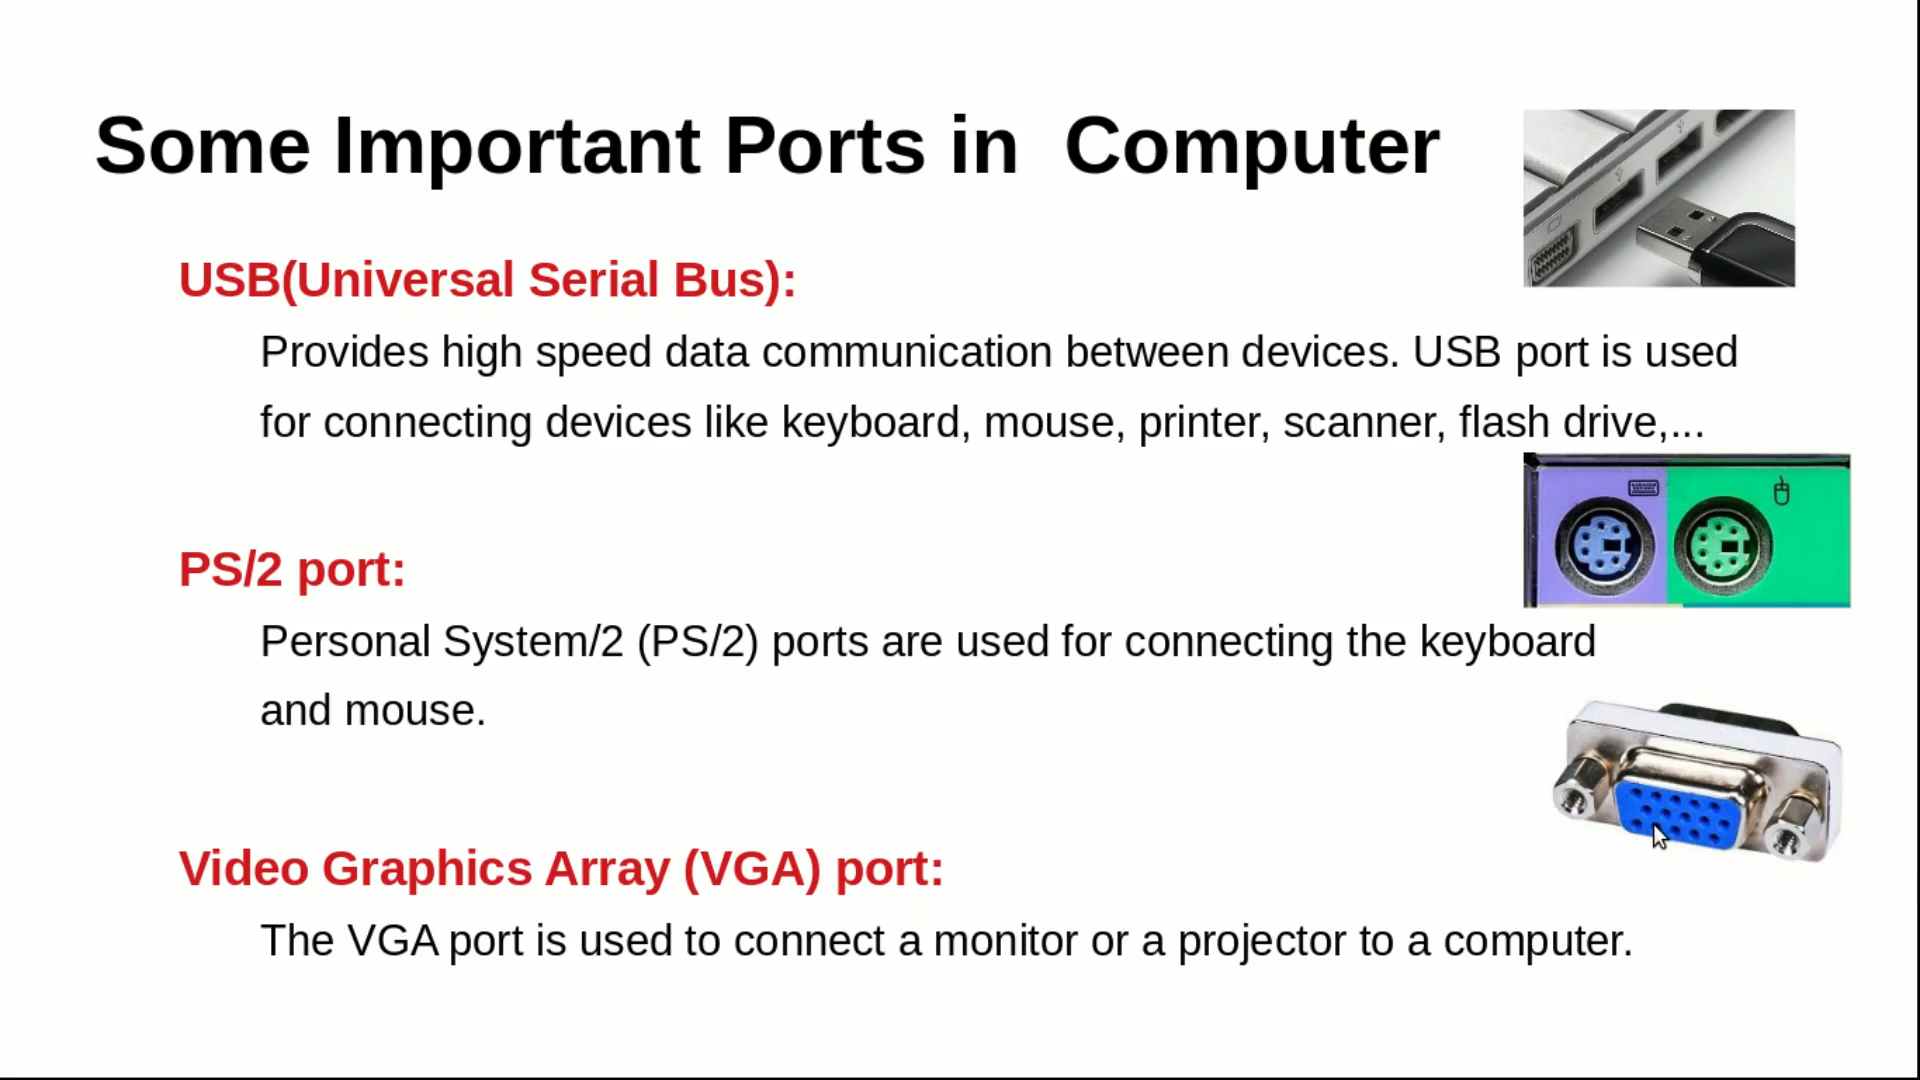 Some Important Ports in  Computer
USB(Universal Serial Bus):
Provides high speed data communication between devices. USB port is used
for connecting devices like keyboard, mouse, printer, scanner, flash drive,...
PS/2 port:
Personal System/2 (PS/2) ports are used for connecting the keyboard
and mouse.
Video Graphics Array (VGA) port:
The VGA port is used to connect a monitor or a projector to a computer.